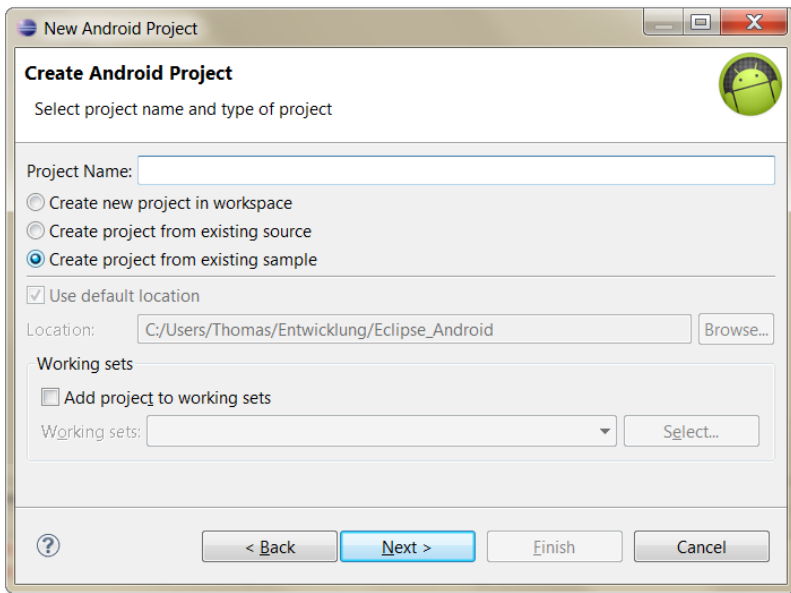 New Android Project
Create Android Project
Select project name and type of project
Project Name:
Create new project in workspace
Create project from existing source
Create project from existing sample
Use default location
Location: C:/Users/Thomas/Entwicklung/Eclipse_Android Browse...
Working sets
Add project to working sets
Working sets: Select...
? < Back Next > Finish Cancel